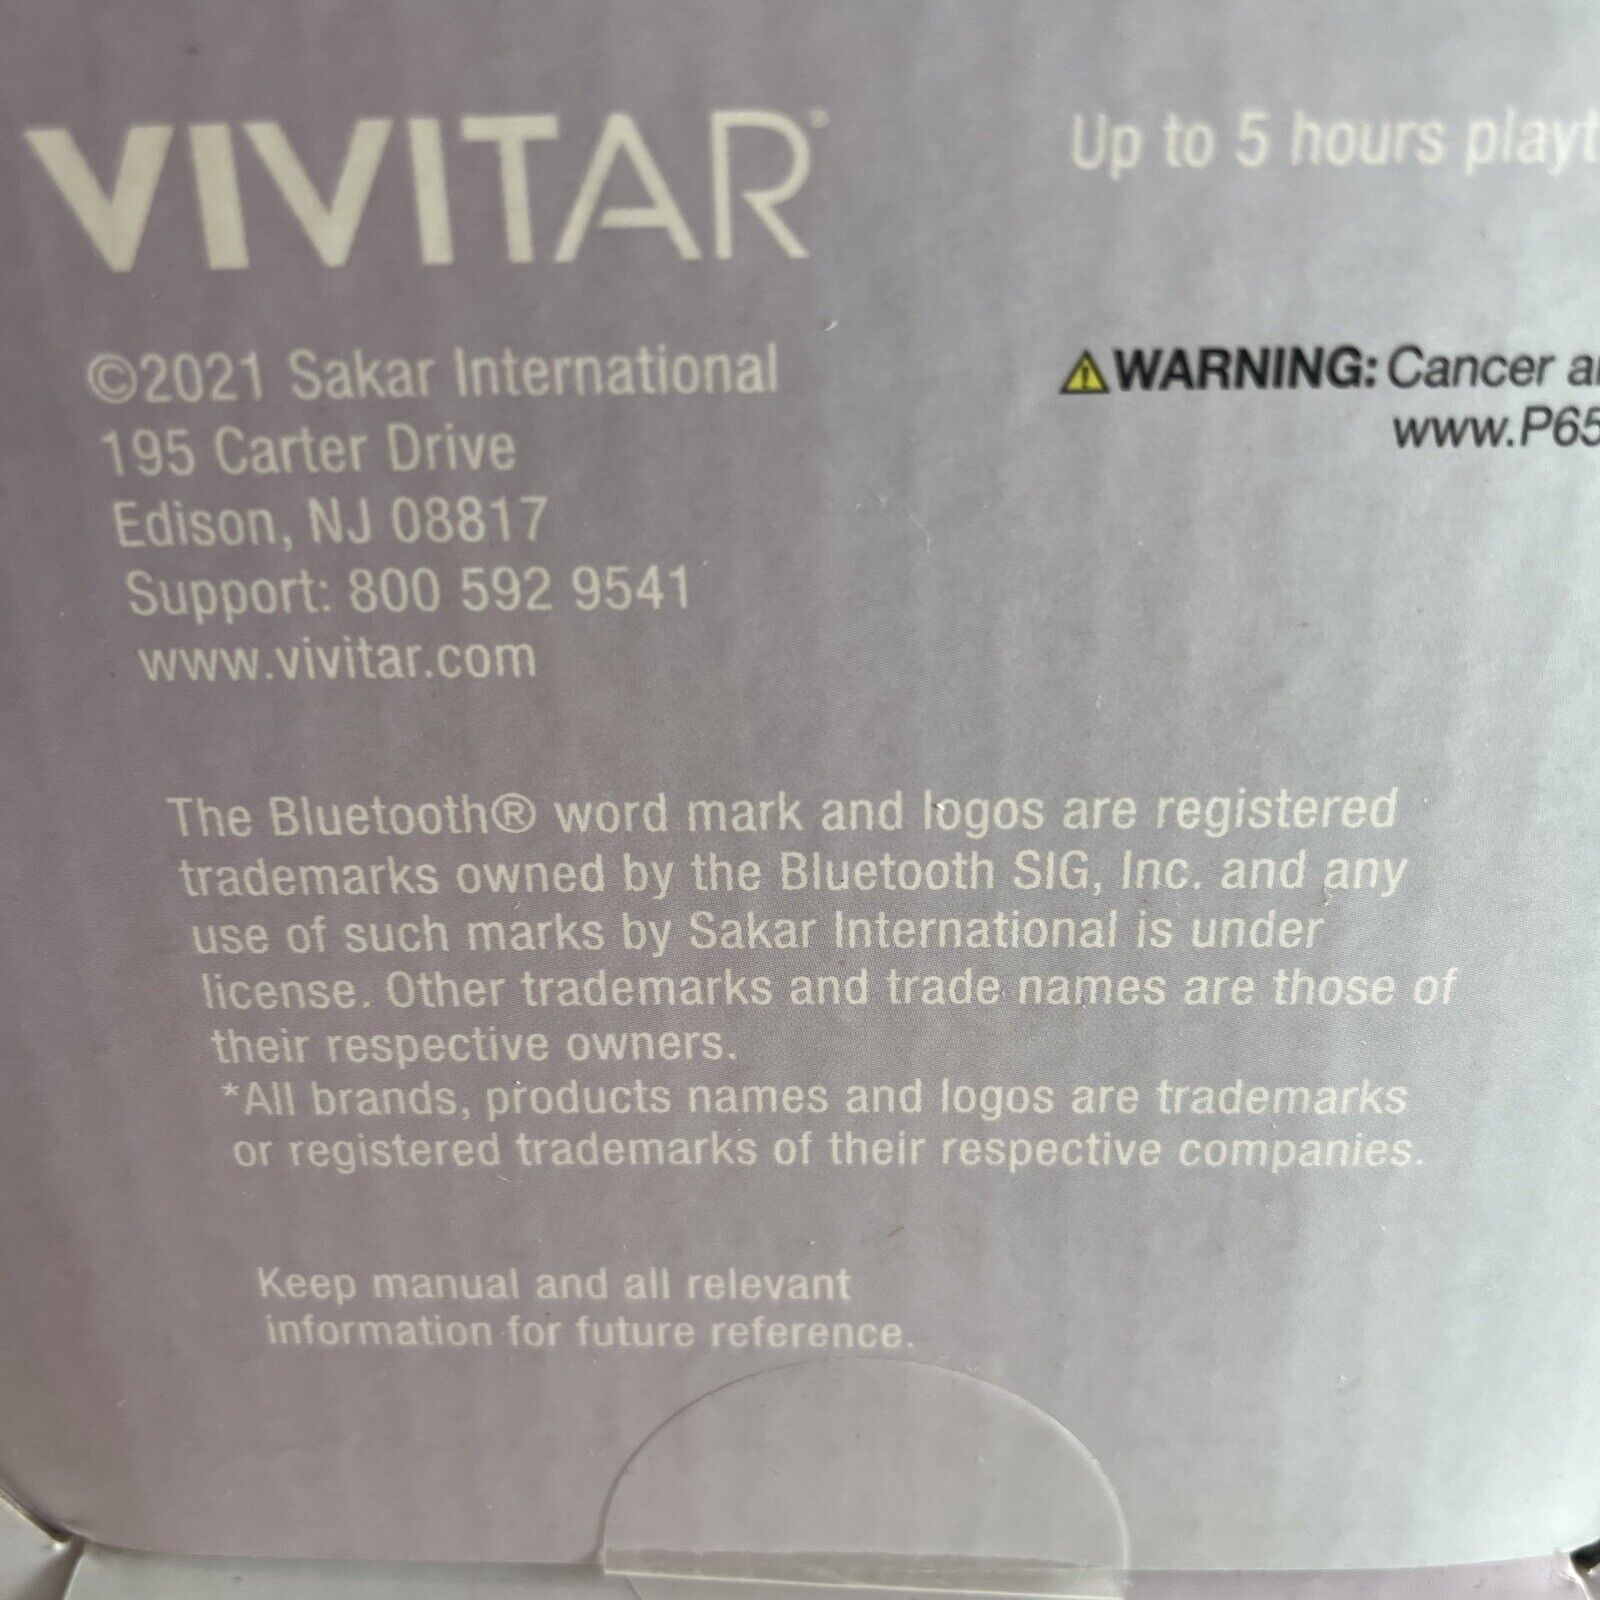 VIVITAR
Up to 5 hours playt
©2021 Sakar International
195 Carter Drive
Edison, NJ 08817
Support: 800 592 9541
www.vivitar.com
WARNING: Cancer a
www.P65
The Bluetooth® word mark and logos are registered
trademarks owned by the Bluetooth SIG, Inc. and any
use of such marks by Sakar International is under
license. Other trademarks and trade names are those of
their respective owners.
*All brands, products names and logos are trademarks
or registered trademarks of their respective companies.
Keep manual and all relevant
information for future reference.